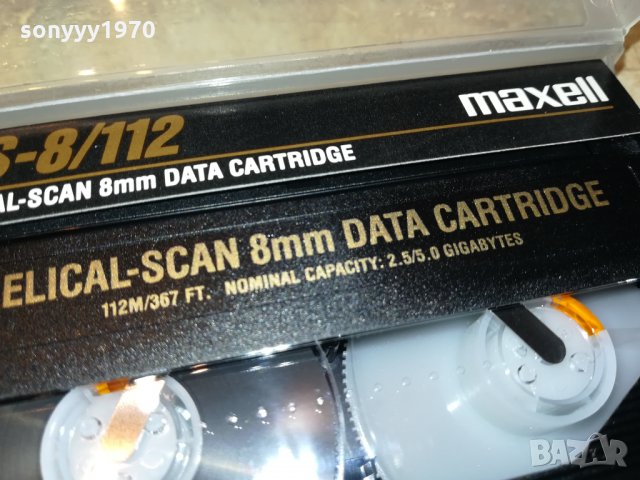 sonyyy1970
maxell
S-8/112
AL-SCAN 8mm DATA CARTRIDGE
ELICAL-SCAN 8mm DATA CARTRIDGE
112M/367 FT. NOMINAL CAPACITY: 2.5/5.0 GIGABYTES
BAZAR